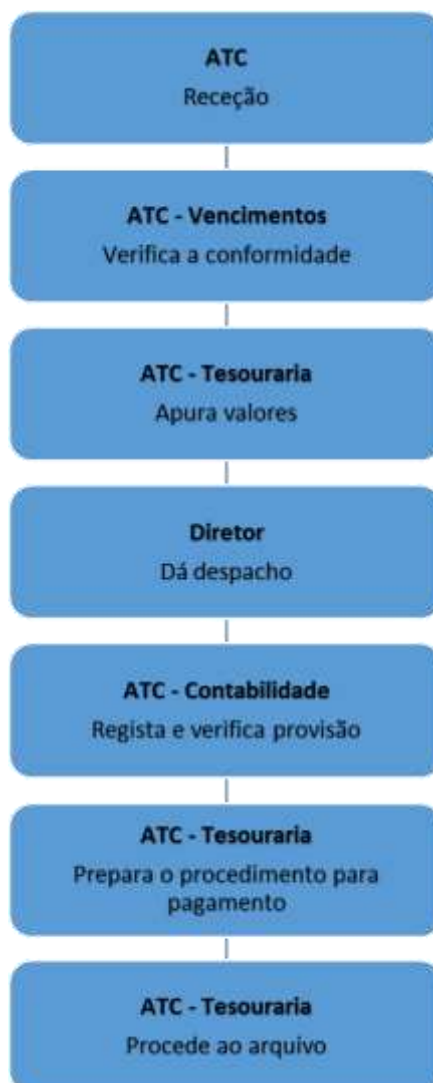 ATC
Receção
ATC - Vencimentos
Verifica a conformidade
ATC - Tesouraria
Apura valores
Diretor
Dá despacho
ATC - Contabilidade
Regista e verifica provisão
ATC - Tesouraria
Prepara o procedimento para
pagamento
ATC - Tesouraria
Procede ao arquivo